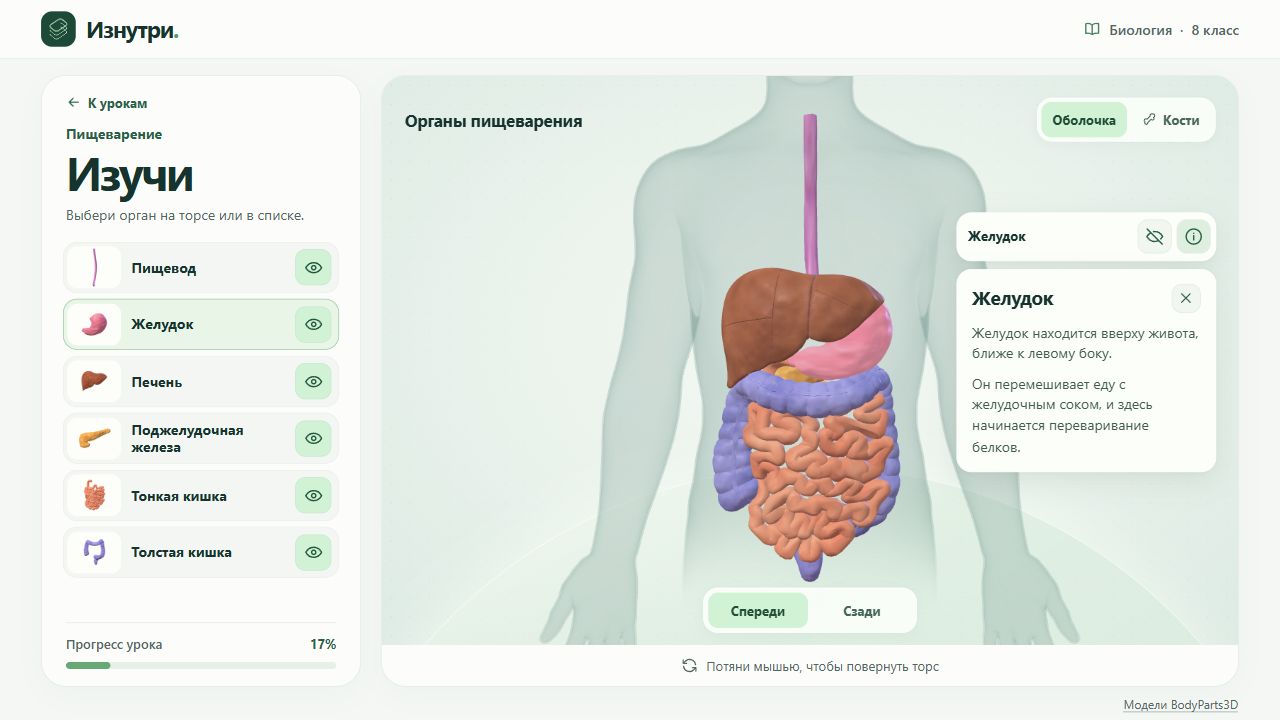 Изнутри.
Биология · 8 класс
К урокам
Пищеварение
Изучи
Выбери орган на торсе или в списке.
Пищевод
Желудок
Печень
Поджелудочная
железа
Тонкая кишка
Толстая кишка
Прогресс урока
17%
Органы пищеварения
Оболочка
Кости
Желудок
Желудок
Желудок находится вверху живота,
ближе к левому боку.
Он перемешивает еду с
желудочным соком, и здесь
начинается переваривание
белков.
Спереди
Сзади
Потяни мышью, чтобы повернуть торс
Модели BodyParts3D